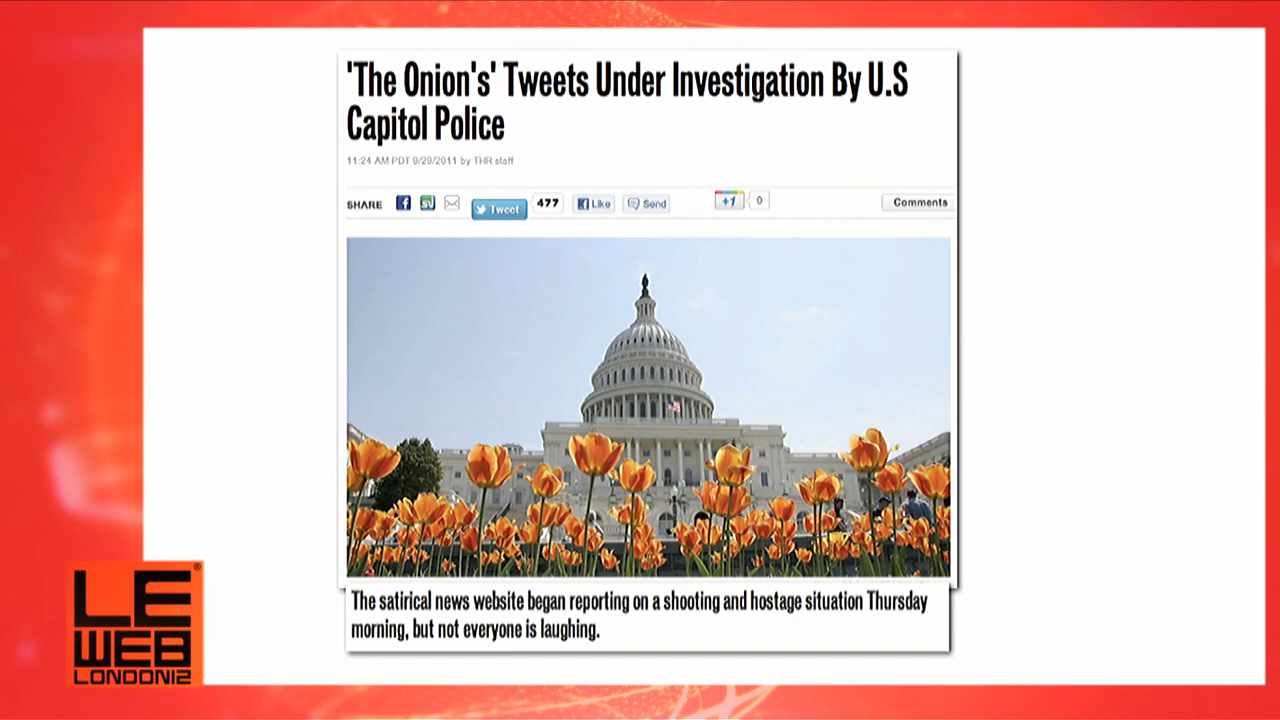 'The Onion's' Tweets Under Investigation By U.S
Capitol Police
11:24 AM PDT 9/29/2011 by THR staff
SHARE Tweet 477 Like Send +1 0 Comments
The satirical news website began reporting on a shooting and hostage situation Thursday
morning, but not everyone is laughing.
LE
WEB
LONDON12